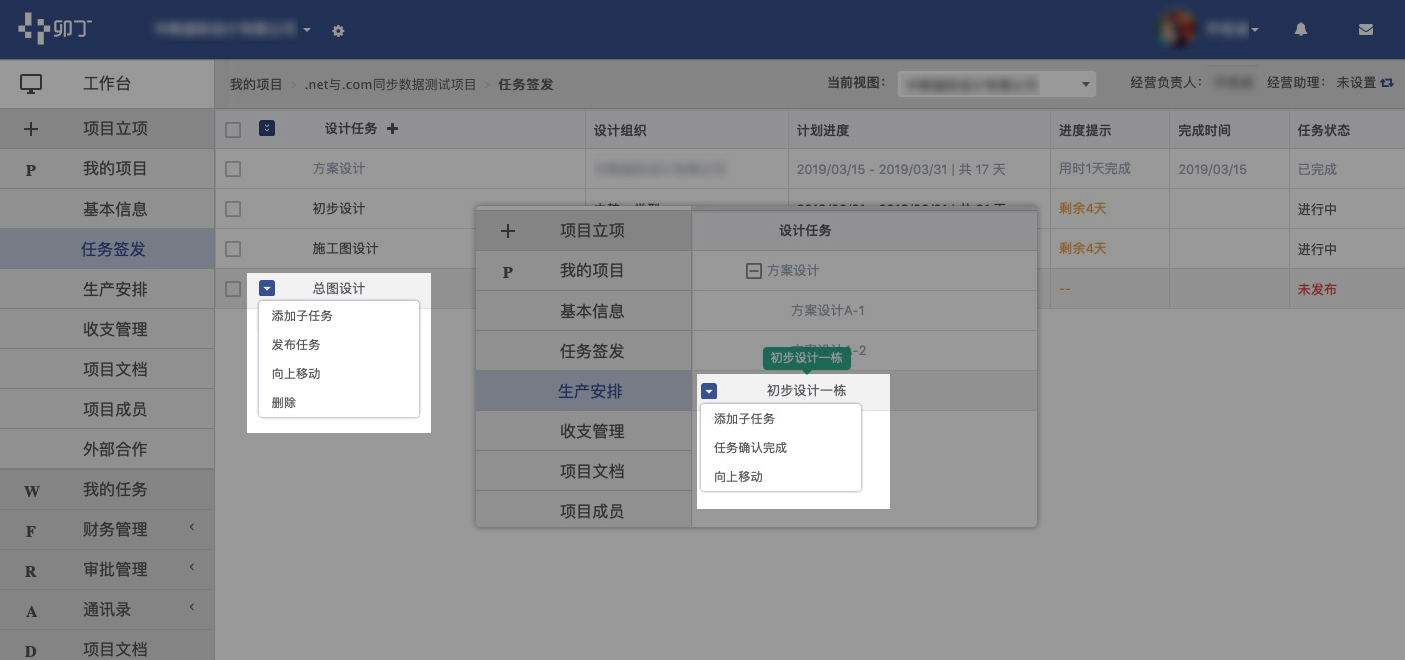 卯丁
工作台
我的项目 .net与.com同步数据测试项目 任务签发
当前视图：
经营负责人： 经营助理： 未设置
项目立项
P 我的项目
基本信息
任务签发
生产安排
收支管理
项目文档
项目成员
外部合作
W 我的任务
F 财务管理
R 审批管理
A 通讯录
D 项目文档
设计任务 设计组织 计划进度 进度提示 完成时间 任务状态
方案设计 2019/03/15 - 2019/03/31 | 共 17 天 用时1天完成 2019/03/15 已完成
初步设计 剩余4天 进行中
施工图设计 剩余4天 进行中
总图设计 -- 未发布
添加子任务
发布任务
向上移动
删除
项目立项
P 我的项目
基本信息
任务签发
生产安排
收支管理
项目文档
项目成员
设计任务
方案设计
方案设计A-1
方案设计A-2
初步设计一栋
初步设计一栋
添加子任务
任务确认完成
向上移动